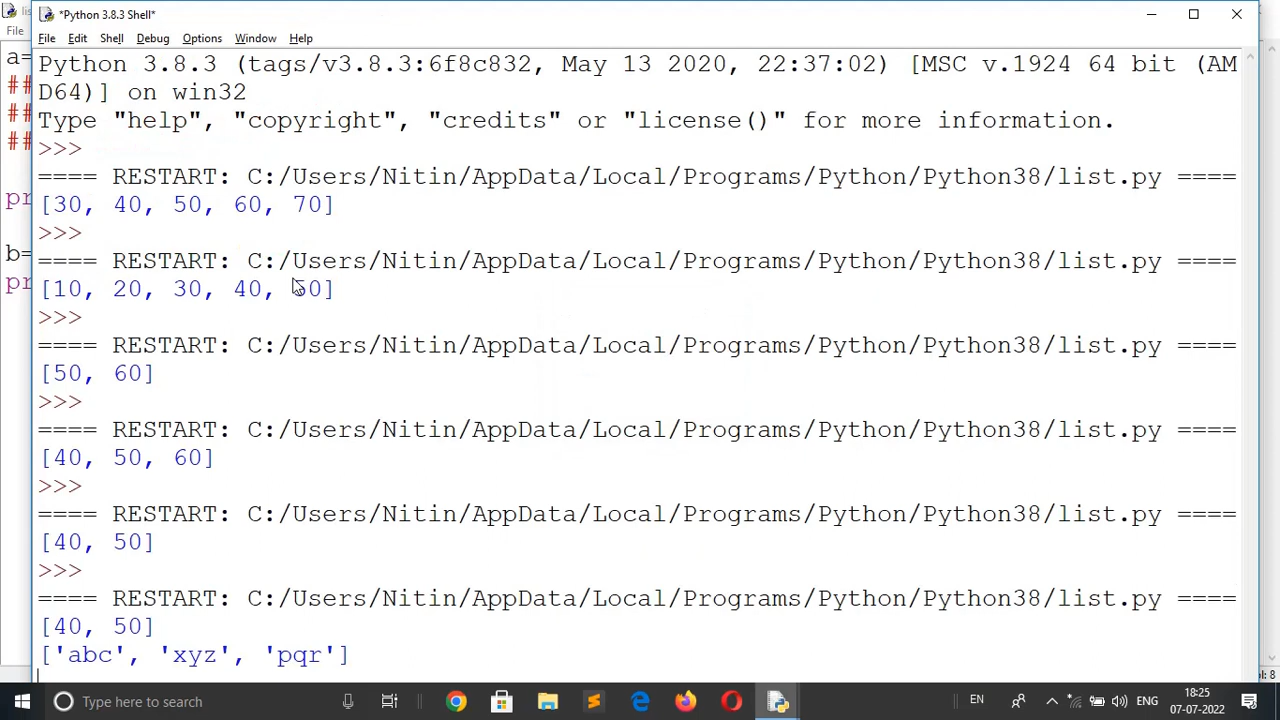 *Python 3.8.3 Shell*
File Edit Shell Debug Options Window Help
Python 3.8.3 (tags/v3.8.3:6f8c832, May 13 2020, 22:37:02) [MSC v.1924 64 bit (AM
D64)] on win32
Type "help", "copyright", "credits" or "license()" for more information.
>>>
==== RESTART: C:/Users/Nitin/AppData/Local/Programs/Python/Python38/list.py ====
[30, 40, 50, 60, 70]
>>>
==== RESTART: C:/Users/Nitin/AppData/Local/Programs/Python/Python38/list.py ====
[10, 20, 30, 40, 50]
>>>
==== RESTART: C:/Users/Nitin/AppData/Local/Programs/Python/Python38/list.py ====
[50, 60]
>>>
==== RESTART: C:/Users/Nitin/AppData/Local/Programs/Python/Python38/list.py ====
[40, 50, 60]
>>>
==== RESTART: C:/Users/Nitin/AppData/Local/Programs/Python/Python38/list.py ====
[40, 50]
>>>
==== RESTART: C:/Users/Nitin/AppData/Local/Programs/Python/Python38/list.py ====
[40, 50]
['abc', 'xyz', 'pqr']
File
a=
##
##
##
pr
b=
pr
ol: 8
Type here to search
EN
ENG
18:25
07-07-2022